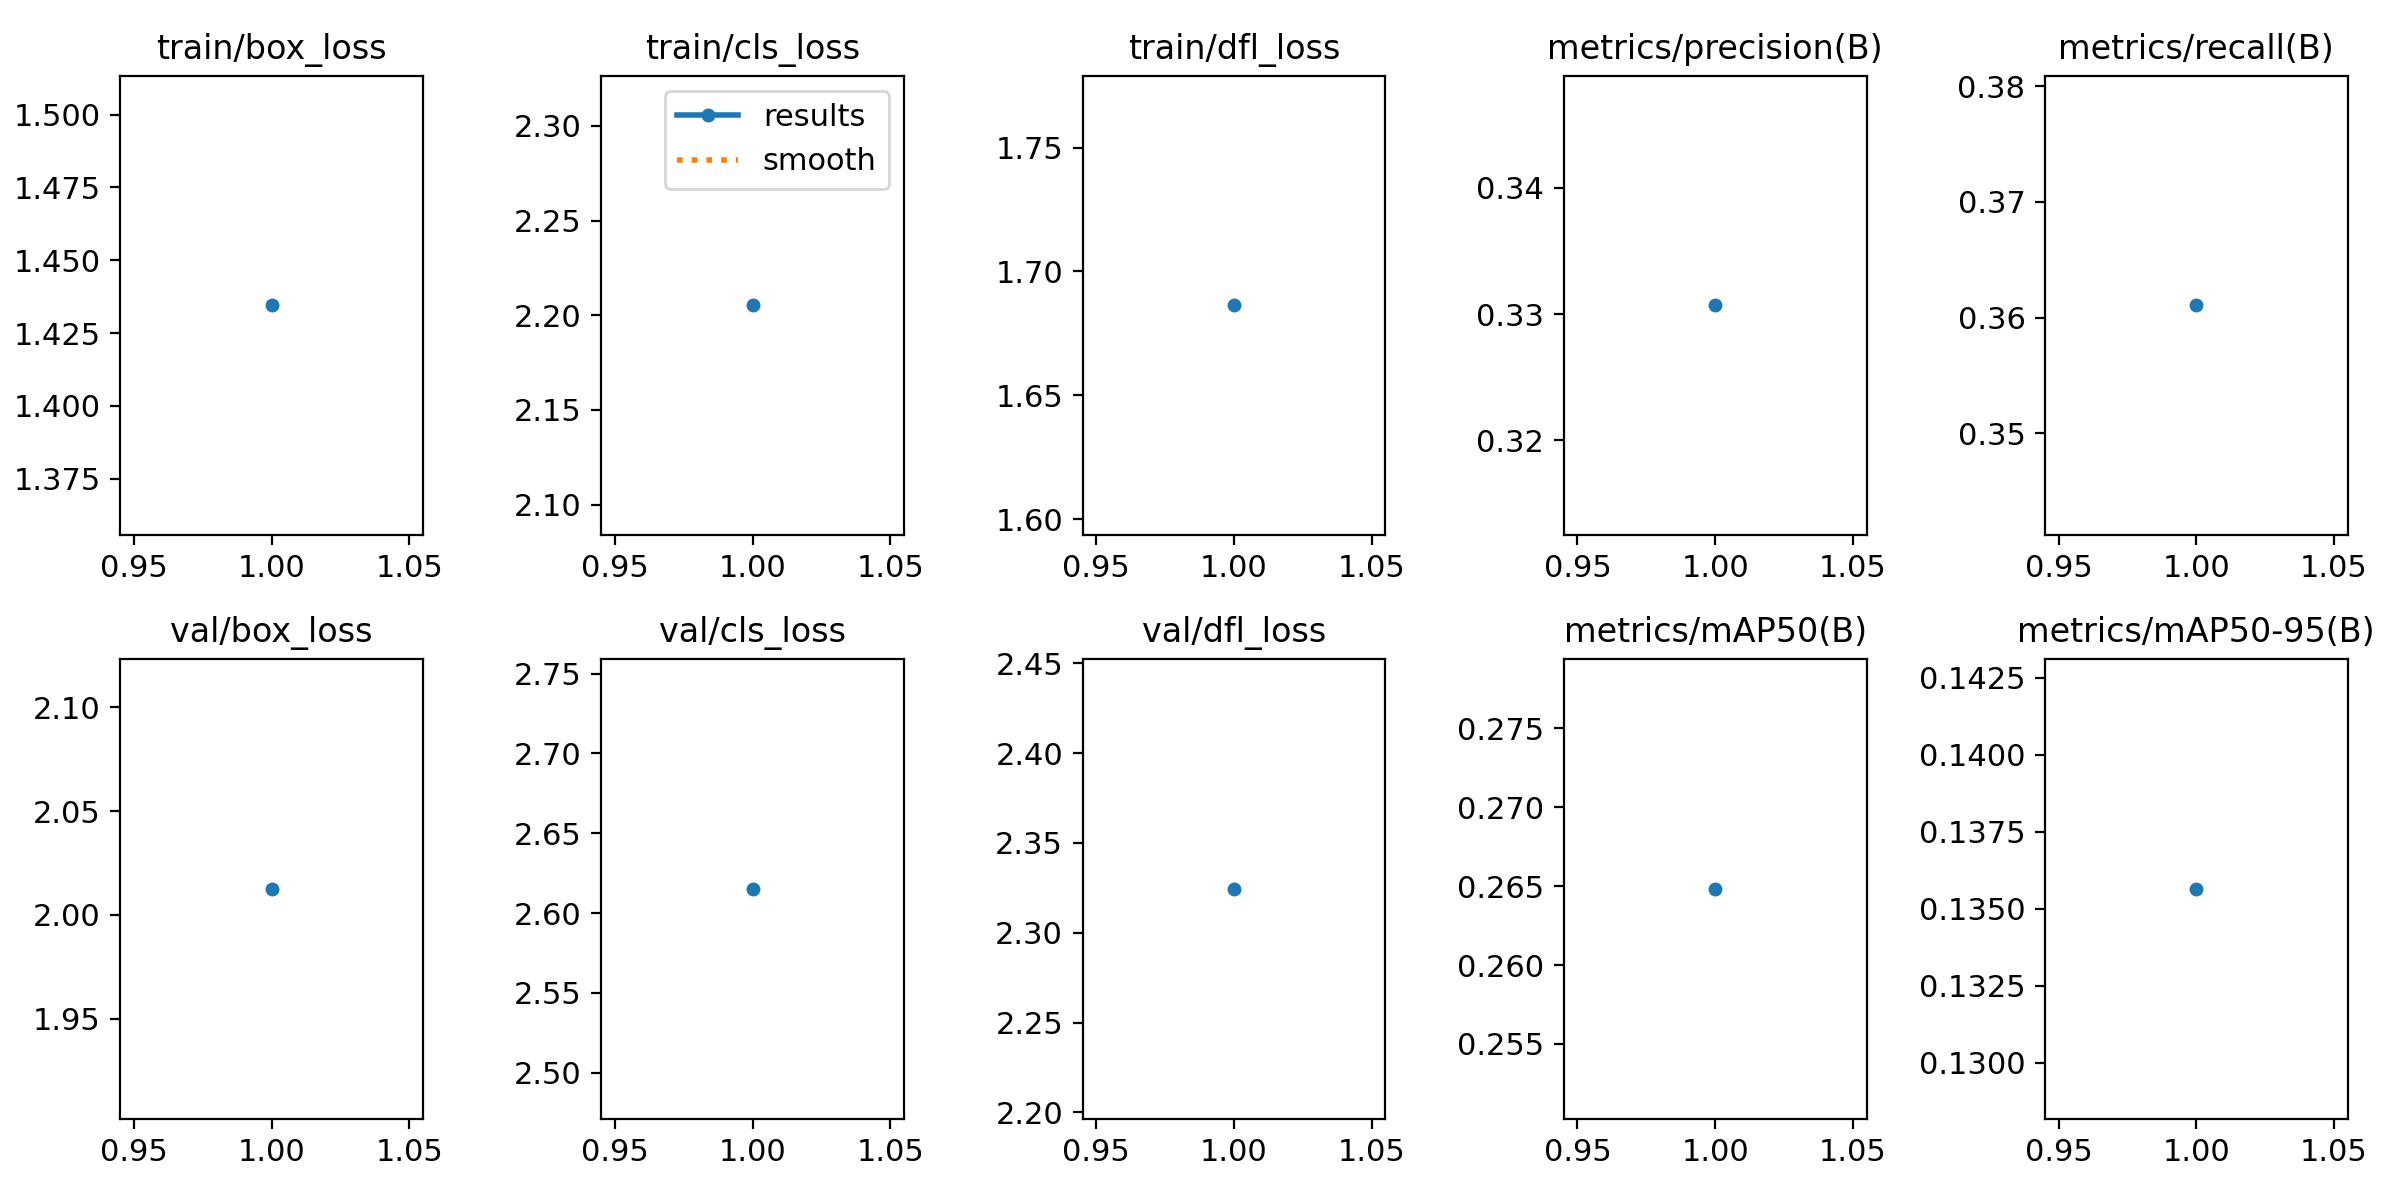 train/box_loss
1.500
1.475
1.450
1.425
1.400
1.375
0.95 1.00 1.05
train/cls_loss
results
smooth
2.30
2.25
2.20
2.15
2.10
0.95 1.00 1.05
train/dfl_loss
1.75
1.70
1.65
1.60
0.95 1.00 1.05
metrics/precision(B)
0.34
0.33
0.32
0.95 1.00 1.05
metrics/recall(B)
0.38
0.37
0.36
0.35
0.95 1.00 1.05
val/box_loss
2.10
2.05
2.00
1.95
0.95 1.00 1.05
val/cls_loss
2.75
2.70
2.65
2.60
2.55
2.50
0.95 1.00 1.05
val/dfl_loss
2.45
2.40
2.35
2.30
2.25
2.20
0.95 1.00 1.05
metrics/mAP50(B)
0.275
0.270
0.265
0.260
0.255
0.95 1.00 1.05
metrics/mAP50-95(B)
0.1425
0.1400
0.1375
0.1350
0.1325
0.1300
0.95 1.00 1.05